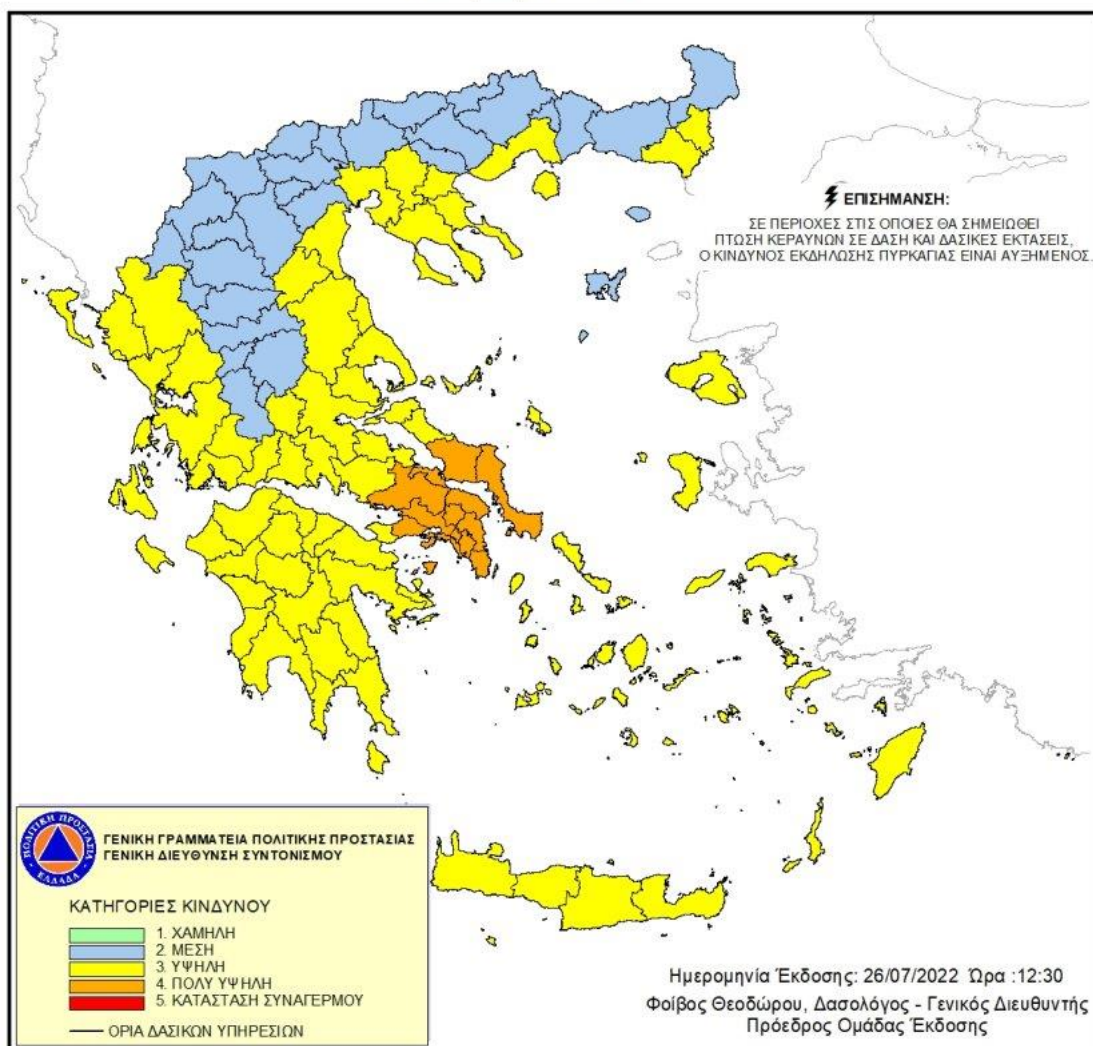 ΕΠΙΣΗΜΑΝΣΗ:
ΣΕ ΠΕΡΙΟΧΕΣ ΣΤΙΣ ΟΠΟΙΕΣ ΘΑ ΣΗΜΕΙΩΘΕΙ
ΠΤΩΣΗ ΚΕΡΑΥΝΩΝ ΣΕ ΔΑΣΗ ΚΑΙ ΔΑΣΙΚΕΣ ΕΚΤΑΣΕΙΣ,
Ο ΚΙΝΔΥΝΟΣ ΕΚΔΗΛΩΣΗΣ ΠΥΡΚΑΓΙΑΣ ΕΙΝΑΙ ΑΥΞΗΜΕΝΟΣ.
ΠΟΛΙΤΙΚΗ ΠΡΟΣΤΑΣΙΑ
ΕΛΛΑΔΑ
ΓΕΝΙΚΗ ΓΡΑΜΜΑΤΕΙΑ ΠΟΛΙΤΙΚΗΣ ΠΡΟΣΤΑΣΙΑΣ
ΓΕΝΙΚΗ ΔΙΕΥΘΥΝΣΗ ΣΥΝΤΟΝΙΣΜΟΥ
ΚΑΤΗΓΟΡΙΕΣ ΚΙΝΔΥΝΟΥ
1. ΧΑΜΗΛΗ
2. ΜΕΣΗ
3. ΥΨΗΛΗ
4. ΠΟΛΥ ΥΨΗΛΗ
5. ΚΑΤΑΣΤΑΣΗ ΣΥΝΑΓΕΡΜΟΥ
ΟΡΙΑ ΔΑΣΙΚΩΝ ΥΠΗΡΕΣΙΩΝ
Ημερομηνία Έκδοσης: 26/07/2022 Ώρα :12:30
Φοίβος Θεοδώρου, Δασολόγος - Γενικός Διευθυντής
Πρόεδρος Ομάδας Έκδοσης